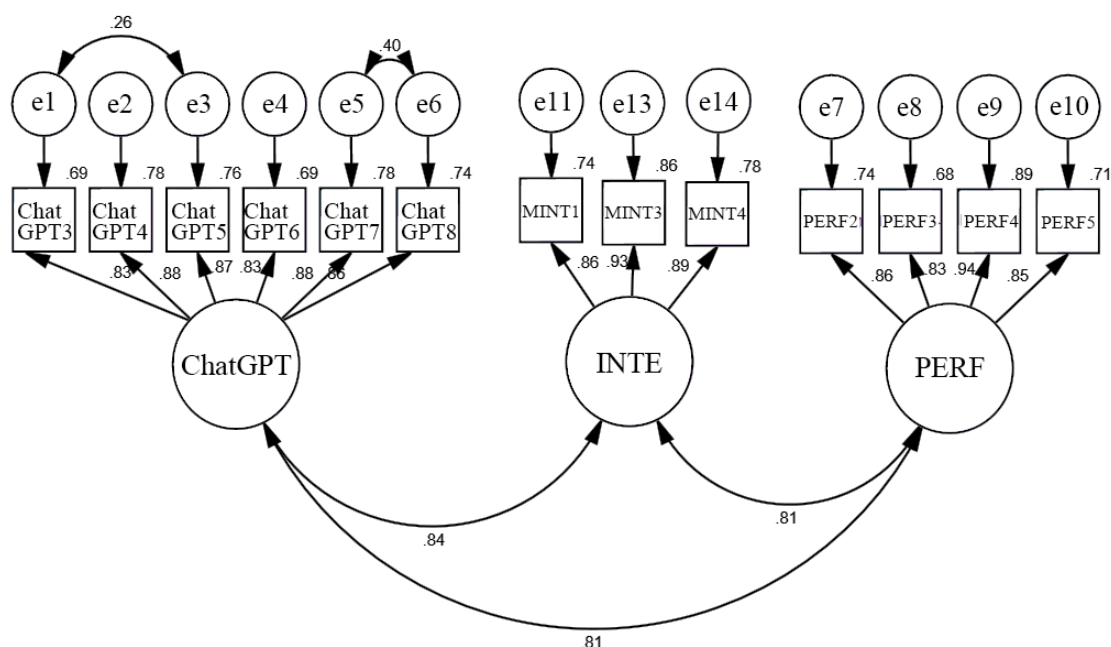 .26
.40
e1 e2 e3 e4 e5 e6 e11 e13 e14 e7 e8 e9 e10
.69 .78 .76 .69 .78 .74 .74 .86 .78 .74 .68 .89 .71
Chat GPT3
Chat GPT4
Chat GPT5
Chat GPT6
Chat GPT7
Chat GPT8
MINT1 MINT3 MINT4
PERF2 PERF3 PERF4 PERF5
.83 .88 .87 .83 .88 .86 .86 .93 .89 .86 .83 .94 .85
ChatGPT INTE PERF
.84
.81
.81